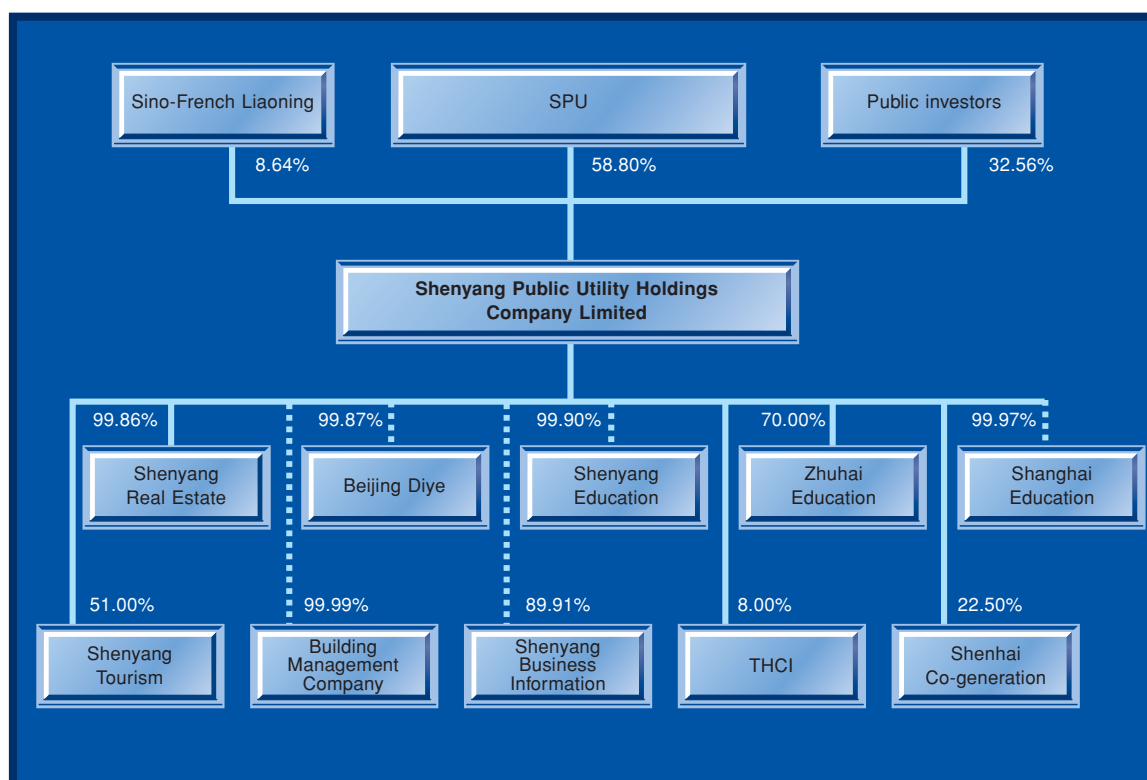 Sino-French Liaoning
SPU
Public investors
8.64%
58.80%
32.56%
Shenyang Public Utility Holdings
Company Limited
99.86%
99.87%
99.90%
70.00%
99.97%
Shenyang
Real Estate
Beijing Diye
Shenyang
Education
Zhuhai
Education
Shanghai
Education
51.00%
99.99%
89.91%
8.00%
22.50%
Shenyang
Tourism
Building
Management
Company
Shenyang
Business
Information
THCI
Shenhai
Co-generation